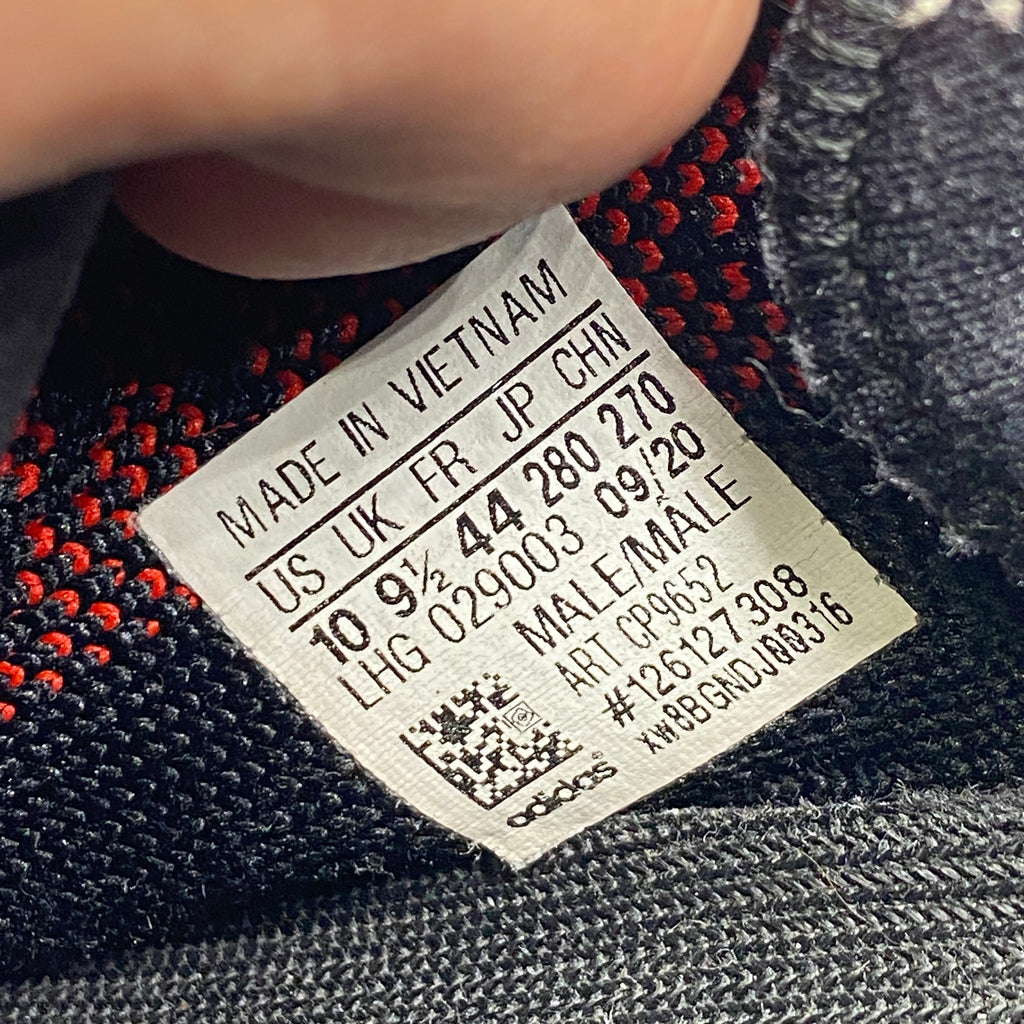 MADE IN VIETNAM
US UK FR JP CHN
10 9½ 44 280 270
LHG 029003 09/20
MALE/MÂLE
ART CP9652
#126127308
XW8BGNDJ00316
adidas